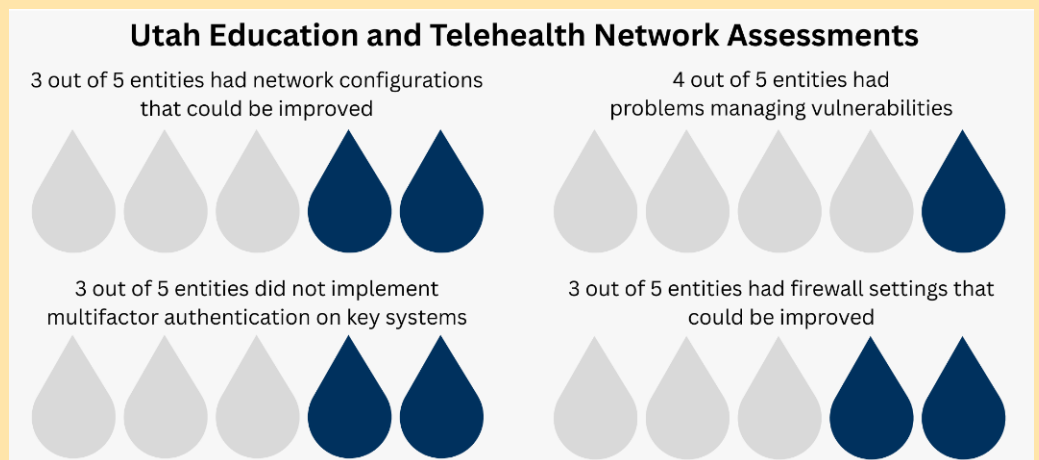 Utah Education and Telehealth Network Assessments
3 out of 5 entities had network configurations
that could be improved
4 out of 5 entities had
problems managing vulnerabilities
3 out of 5 entities did not implement
multifactor authentication on key systems
3 out of 5 entities had firewall settings that
could be improved